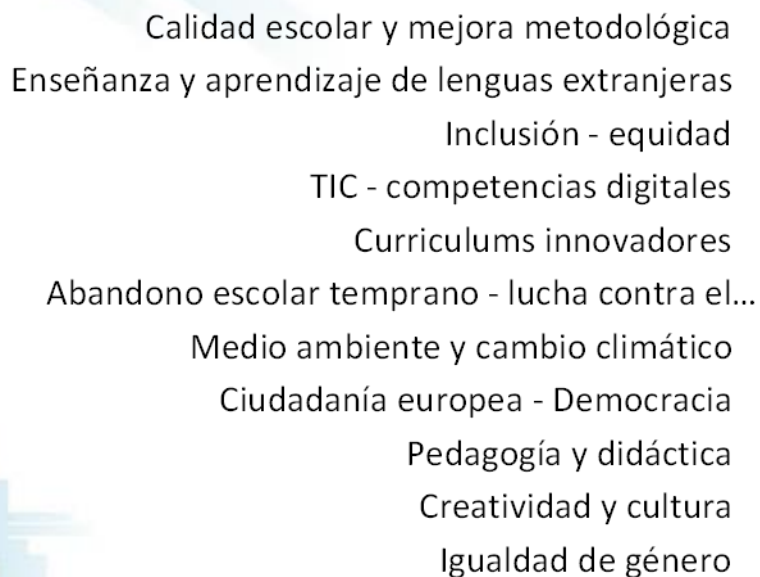 Calidad escolar y mejora metodológica
Enseñanza y aprendizaje de lenguas extranjeras
Inclusión - equidad
TIC - competencias digitales
Curriculums innovadores
Abandono escolar temprano - lucha contra el...
Medio ambiente y cambio climático
Ciudadanía europea - Democracia
Pedagogía y didáctica
Creatividad y cultura
Igualdad de género